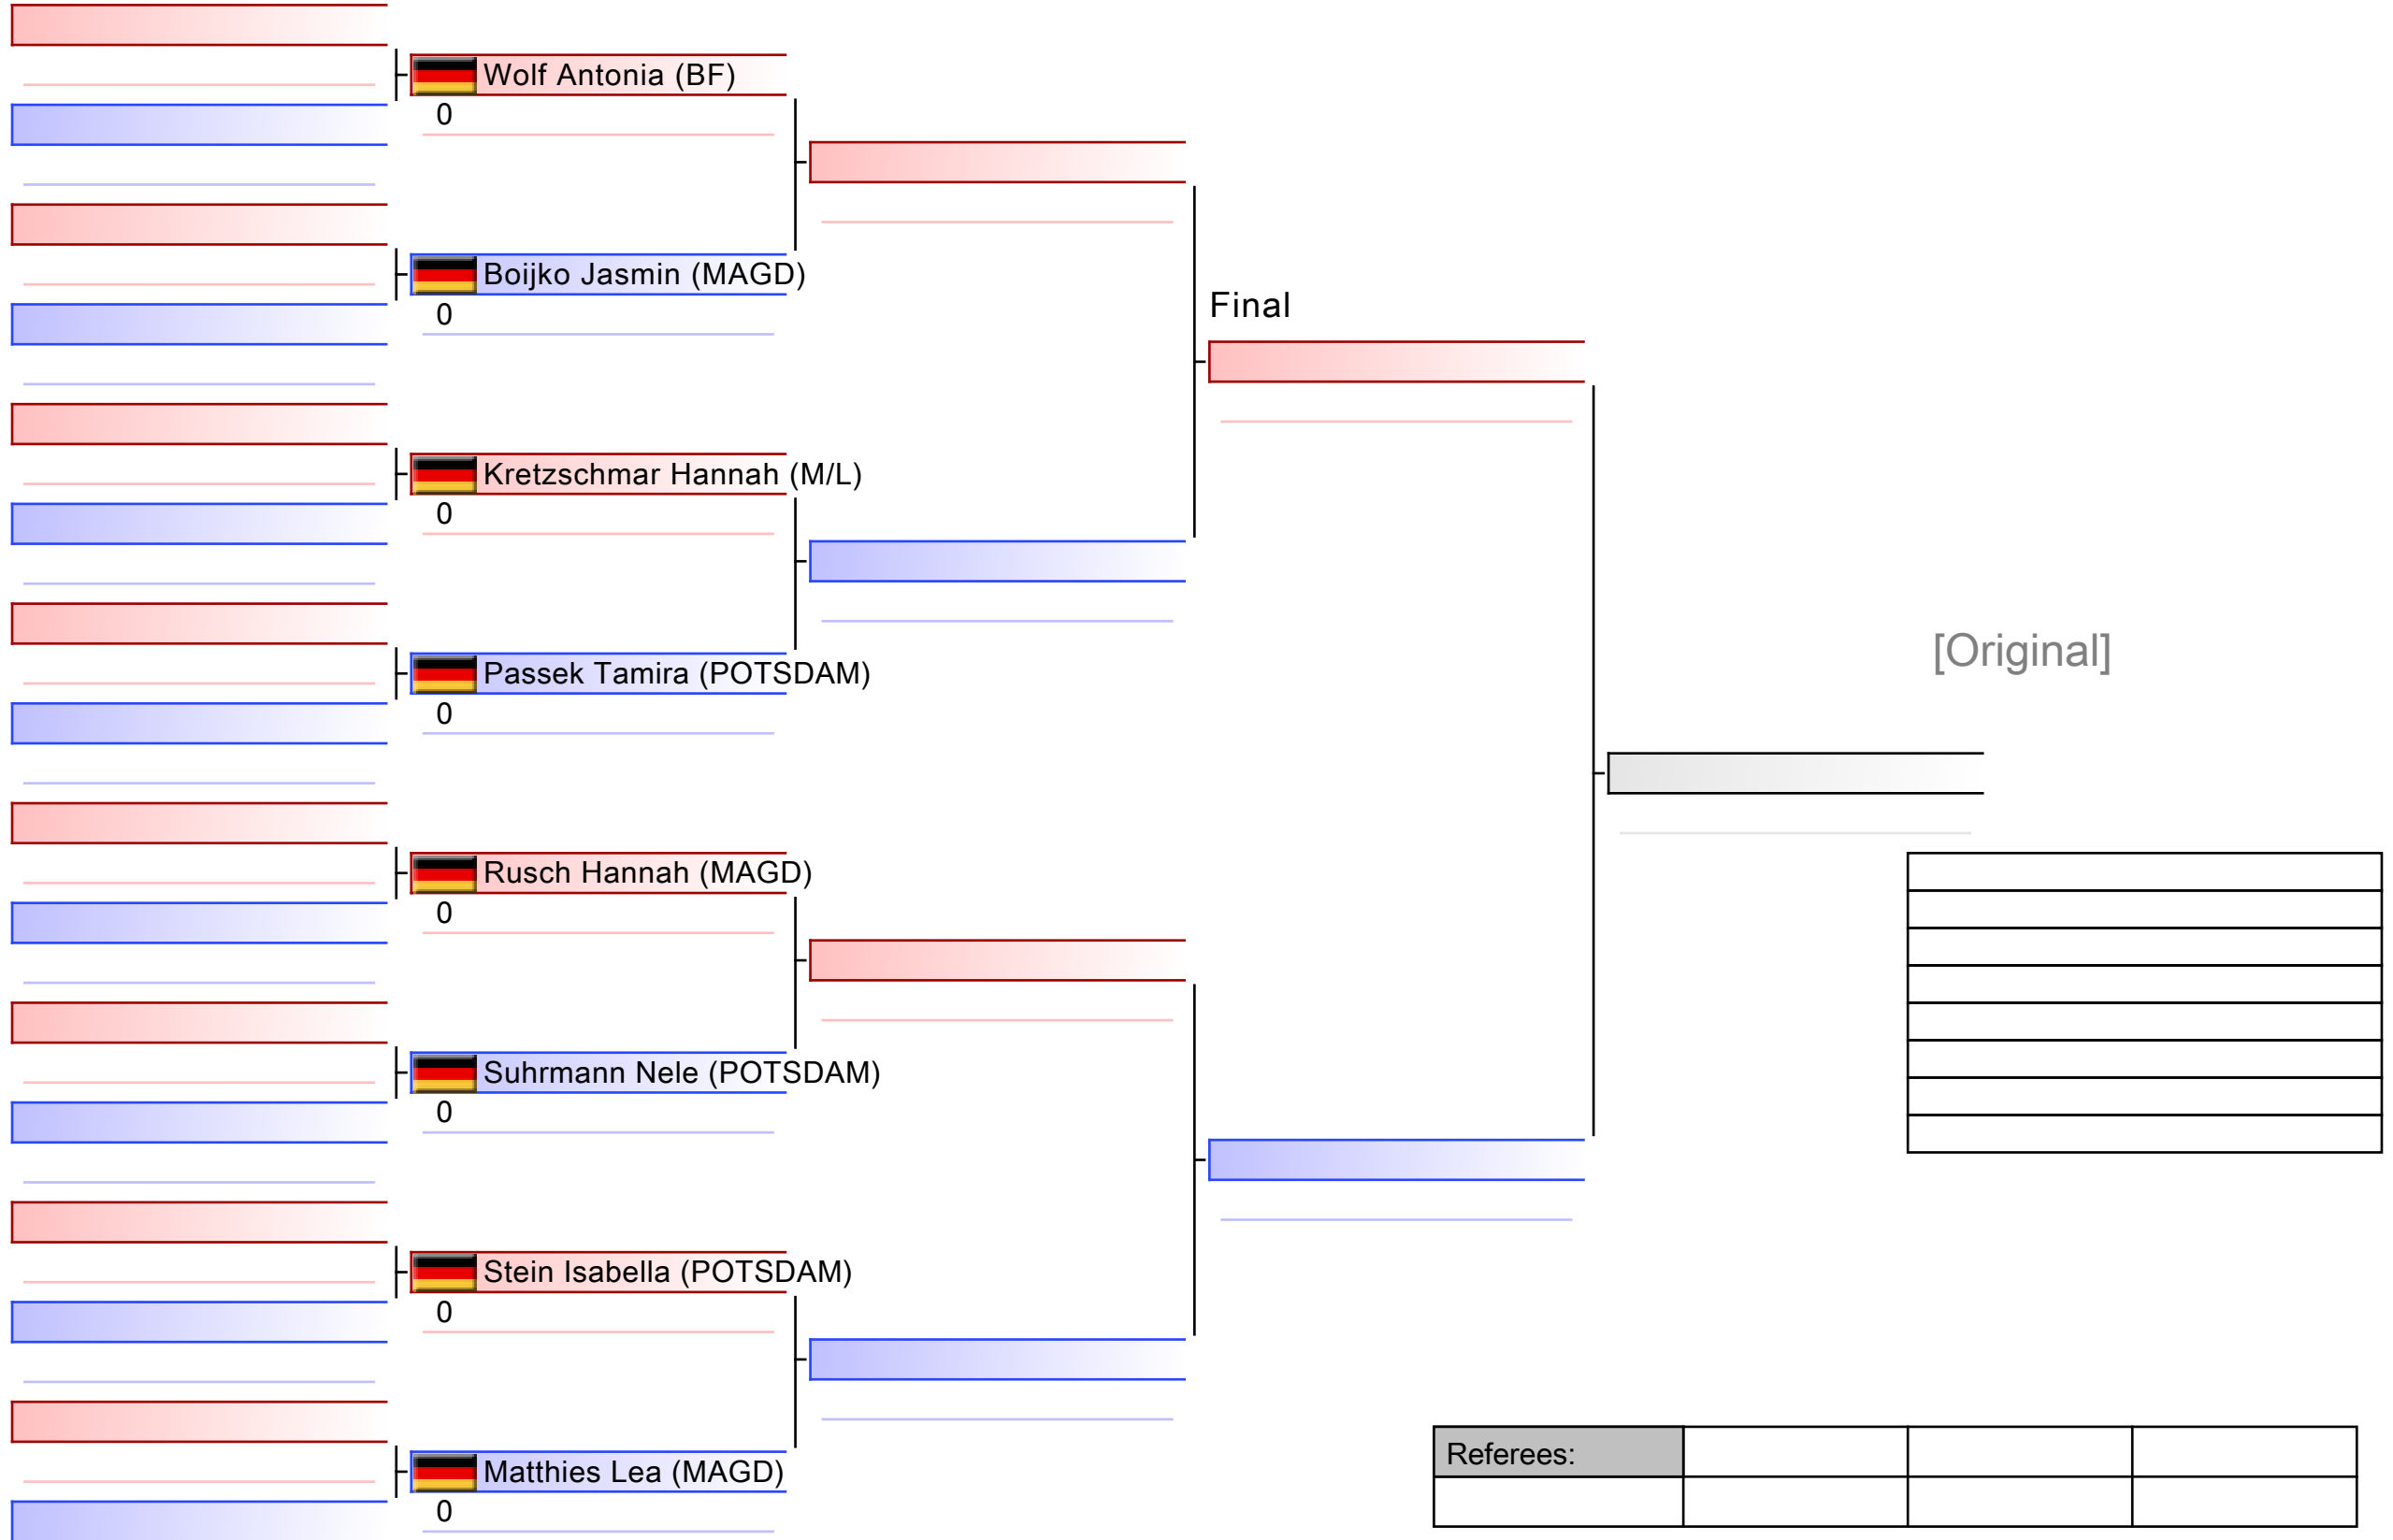 Wolf Antonia (BF)
0
Boijko Jasmin (MAGD)
0
Final
Kretzschmar Hannah (M/L)
0
Passek Tamira (POTSDAM)
0
[Original]
Rusch Hannah (MAGD)
0
Suhrmann Nele (POTSDAM)
0
Stein Isabella (POTSDAM)
0
Matthies Lea (MAGD)
0
Referees: